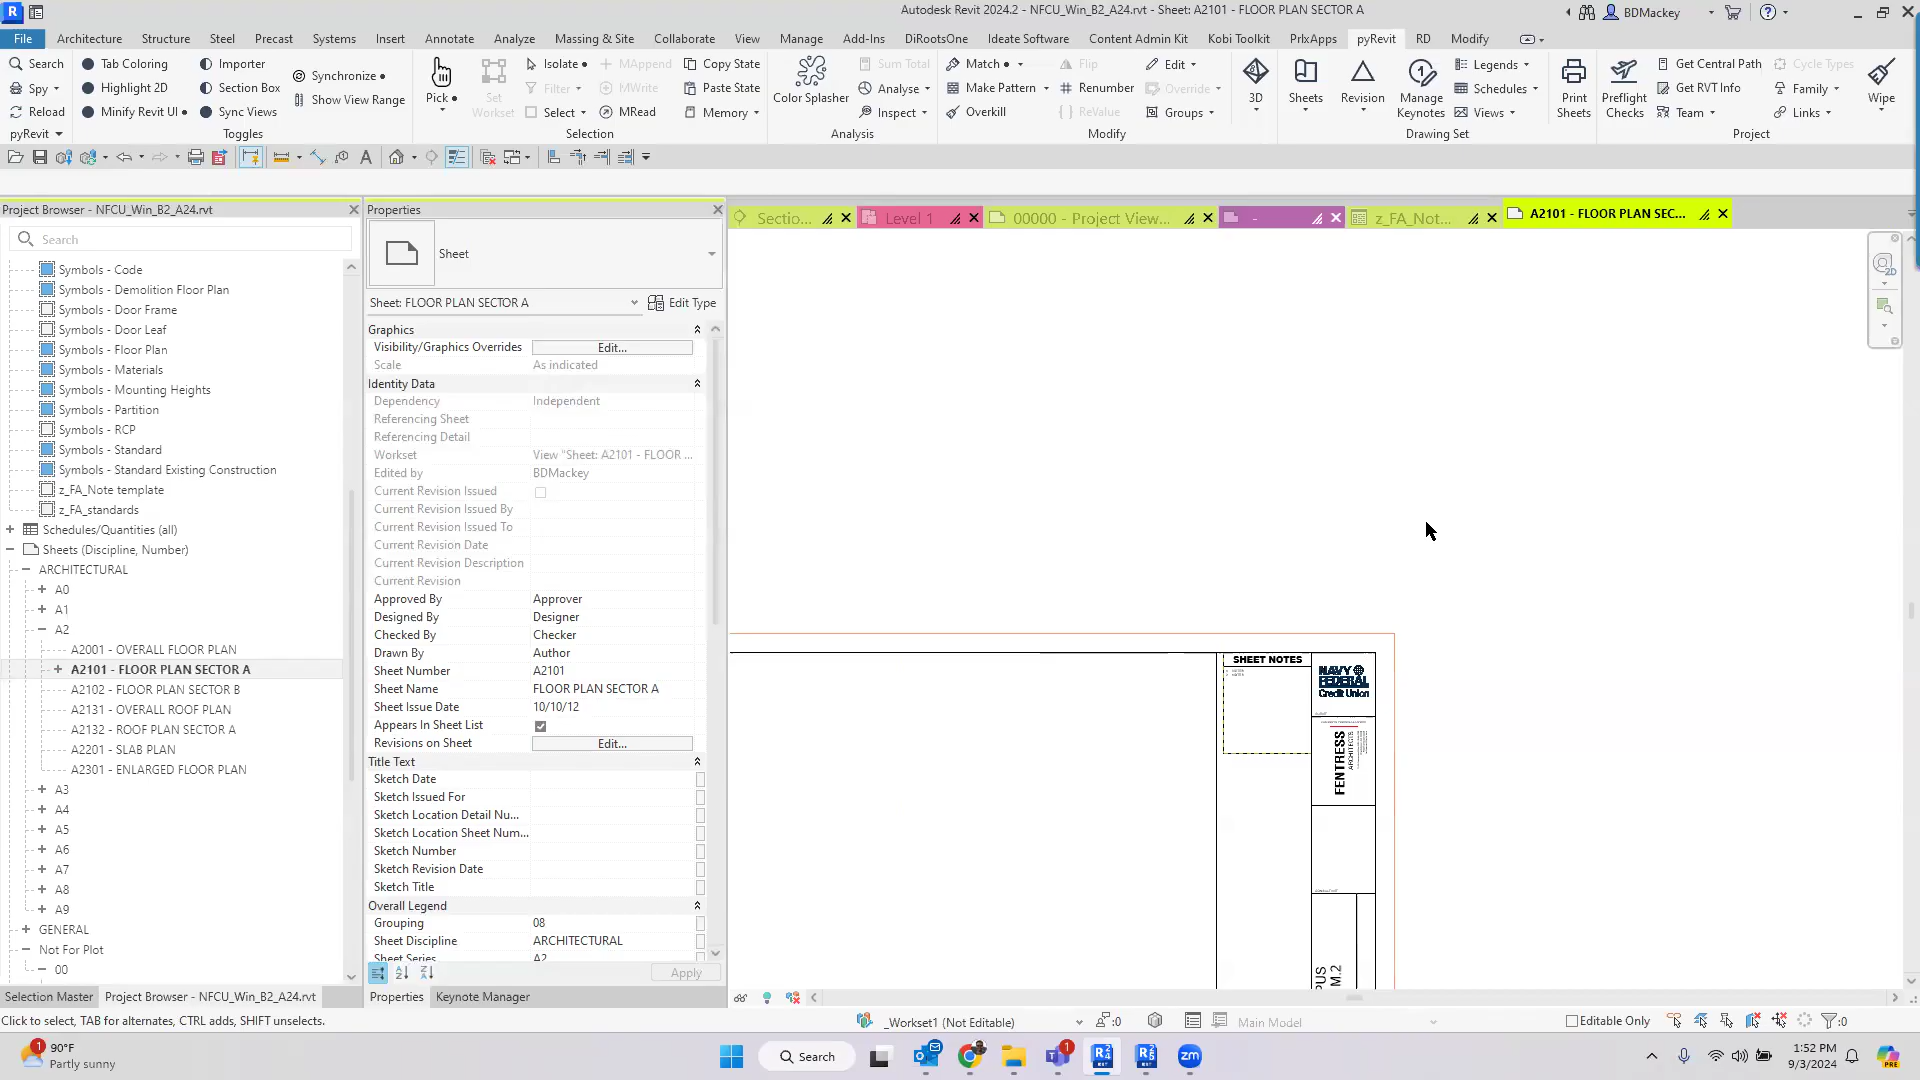 Autodesk Revit 2024.2 - NFCU_Win_B2_A24.rvt - Sheet: A2101 - FLOOR PLAN SECTOR A
BDMackey
File Architecture Structure Steel Precast Systems Insert Annotate Analyze Massing & Site Collaborate View Manage Add-Ins DiRootsOne Ideate Software Content Admin Kit Kobi Toolkit PrlxApps pyRevit RD Modify
Search Tab Coloring Importer Isolate MAppend Copy State Sum Total Match Flip Edit Legends Get Central Path Cycle Types
Synchronize Show View Range
Spy Highlight 2D Section Box Filter MWrite Paste State Analyse Make Pattern Renumber Override Schedules Get RVT Info Family
Reload Minify Revit UI Sync Views Select MRead Memory Inspect Overkill ReValue Groups Views Team Links
Pick Set Workset Color Splasher 3D Sheets Revision Manage Keynotes Print Sheets Preflight Checks Wipe
pyRevit Toggles Selection Analysis Modify Drawing Set Project
Project Browser - NFCU_Win_B2_A24.rvt
Search
Symbols - Code
Symbols - Demolition Floor Plan
Symbols - Door Frame
Symbols - Door Leaf
Symbols - Floor Plan
Symbols - Materials
Symbols - Mounting Heights
Symbols - Partition
Symbols - RCP
Symbols - Standard
Symbols - Standard Existing Construction
z_FA_Note template
z_FA_standards
Schedules/Quantities (all)
Sheets (Discipline, Number)
ARCHITECTURAL
A0
A1
A2
A2001 - OVERALL FLOOR PLAN
A2101 - FLOOR PLAN SECTOR A
A2102 - FLOOR PLAN SECTOR B
A2131 - OVERALL ROOF PLAN
A2132 - ROOF PLAN SECTOR A
A2201 - SLAB PLAN
A2301 - ENLARGED FLOOR PLAN
A3
A4
A5
A6
A7
A8
A9
GENERAL
Not For Plot
00
Selection Master Project Browser - NFCU_Win_B2_A24.rvt
Properties
Sheet
Sheet: FLOOR PLAN SECTOR A Edit Type
Graphics
Visibility/Graphics Overrides Edit...
Scale As indicated
Identity Data
Dependency Independent
Referencing Sheet
Referencing Detail
Workset View "Sheet: A2101 - FLOOR ...
Edited by BDMackey
Current Revision Issued
Current Revision Issued By
Current Revision Issued To
Current Revision Date
Current Revision Description
Current Revision
Approved By Approver
Designed By Designer
Checked By Checker
Drawn By Author
Sheet Number A2101
Sheet Name FLOOR PLAN SECTOR A
Sheet Issue Date 10/10/12
Appears In Sheet List
Revisions on Sheet Edit...
Title Text
Sketch Date
Sketch Issued For
Sketch Location Detail Nu...
Sketch Location Sheet Num...
Sketch Number
Sketch Revision Date
Sketch Title
Overall Legend
Grouping 08
Sheet Discipline ARCHITECTURAL
Sheet Series A2
Apply
Properties Keynote Manager
Sectio... Level 1 00000 - Project View... - z_FA_Not... A2101 - FLOOR PLAN SEC...
2D
SHEET NOTES
NAVY FEDERAL Credit Union
FENTRESS
ARCHITECTS
PUS
M.2
Click to select, TAB for alternates, CTRL adds, SHIFT unselects.
_Workset1 (Not Editable) :0 Main Model Editable Only :0
1 90°F
Partly sunny
Search
1
zm
1:52 PM
9/3/2024
PRE